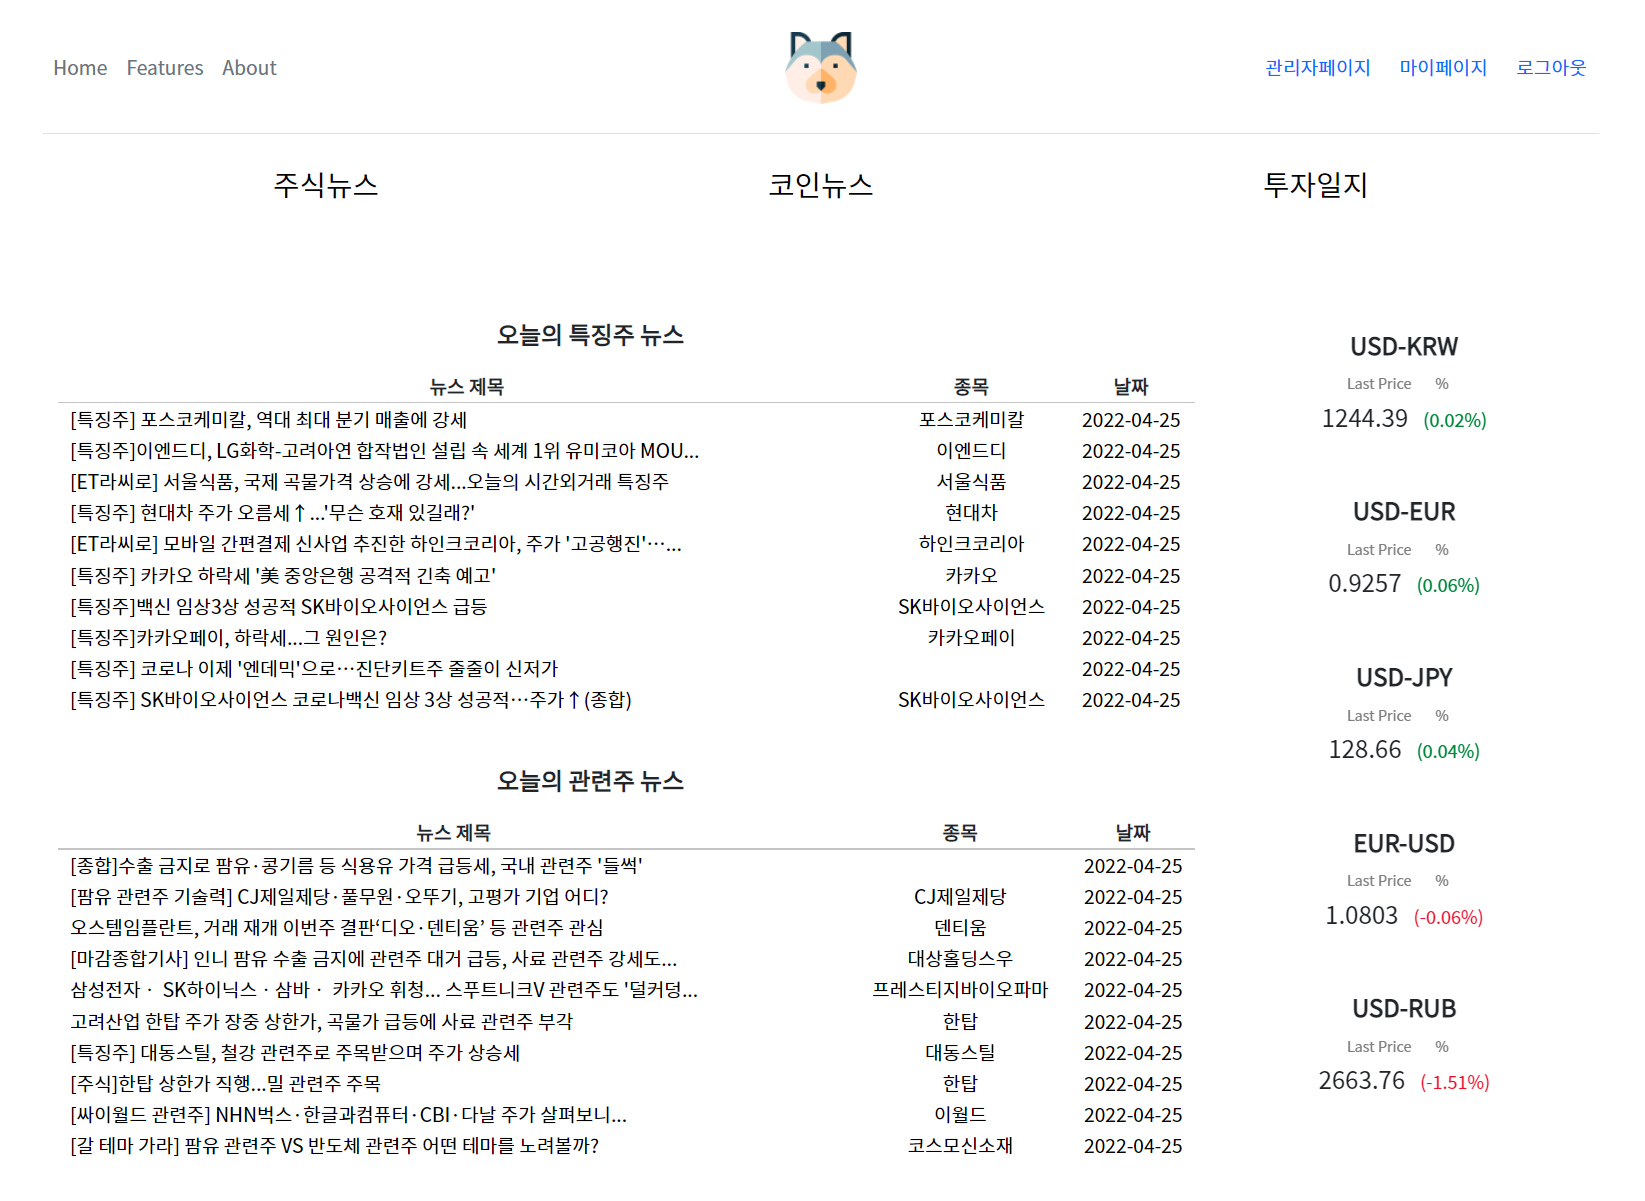 Home Features About 관리자페이지 마이페이지 로그아웃
주식뉴스 코인뉴스 투자일지
오늘의 특징주 뉴스
뉴스 제목 종목 날짜
[특징주] 포스코케미칼, 역대 최대 분기 매출에 강세 포스코케미칼 2022-04-25
[특징주]이엔드디, LG화학-고려아연 합작법인 설립 속 세계 1위 유미코아 MOU... 이엔드디 2022-04-25
[ET라씨로] 서울식품, 국제 곡물가격 상승에 강세...오늘의 시간외거래 특징주 서울식품 2022-04-25
[특징주] 현대차 주가 오름세↑...'무슨 호재 있길래?' 현대차 2022-04-25
[ET라씨로] 모바일 간편결제 신사업 추진한 하인크코리아, 주가 '고공행진'…... 하인크코리아 2022-04-25
[특징주] 카카오 하락세 '美 중앙은행 공격적 긴축 예고' 카카오 2022-04-25
[특징주]백신 임상3상 성공적 SK바이오사이언스 급등 SK바이오사이언스 2022-04-25
[특징주]카카오페이, 하락세...그 원인은? 카카오페이 2022-04-25
[특징주] 코로나 이제 '엔데믹'으로…진단키트주 줄줄이 신저가 2022-04-25
[특징주] SK바이오사이언스 코로나백신 임상 3상 성공적…주가↑(종합) SK바이오사이언스 2022-04-25
오늘의 관련주 뉴스
뉴스 제목 종목 날짜
[종합]수출 금지로 팜유·콩기름 등 식용유 가격 급등세, 국내 관련주 '들썩' 2022-04-25
[팜유 관련주 기술력] CJ제일제당·풀무원·오뚜기, 고평가 기업 어디? CJ제일제당 2022-04-25
오스템임플란트, 거래 재개 이번주 결판‘디오·덴티움’ 등 관련주 관심 덴티움 2022-04-25
[마감종합기사] 인니 팜유 수출 금지에 관련주 대거 급등, 사료 관련주 강세도... 대상홀딩스우 2022-04-25
삼성전자ㆍ SK하이닉스ㆍ삼바ㆍ 카카오 휘청... 스푸트니크V 관련주도 '덜커덩... 프레스티지바이오파마 2022-04-25
고려산업 한탑 주가 장중 상한가, 곡물가 급등에 사료 관련주 부각 한탑 2022-04-25
[특징주] 대동스틸, 철강 관련주로 주목받으며 주가 상승세 대동스틸 2022-04-25
[주식]한탑 상한가 직행...밀 관련주 주목 한탑 2022-04-25
[싸이월드 관련주] NHN벅스·한글과컴퓨터·CBI·다날 주가 살펴보니... 이월드 2022-04-25
[갈 테마 가라] 팜유 관련주 VS 반도체 관련주 어떤 테마를 노려볼까? 코스모신소재 2022-04-25
USD-KRW
Last Price %
1244.39 (0.02%)
USD-EUR
Last Price %
0.9257 (0.06%)
USD-JPY
Last Price %
128.66 (0.04%)
EUR-USD
Last Price %
1.0803 (-0.06%)
USD-RUB
Last Price %
2663.76 (-1.51%)